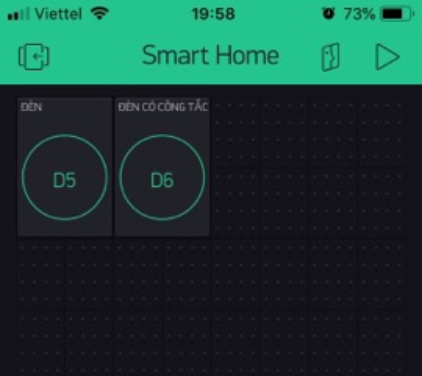 Viettel 19:58 73%
Smart Home
ĐÈN ĐÈN CÓ CÔNG TẮC
D5 D6